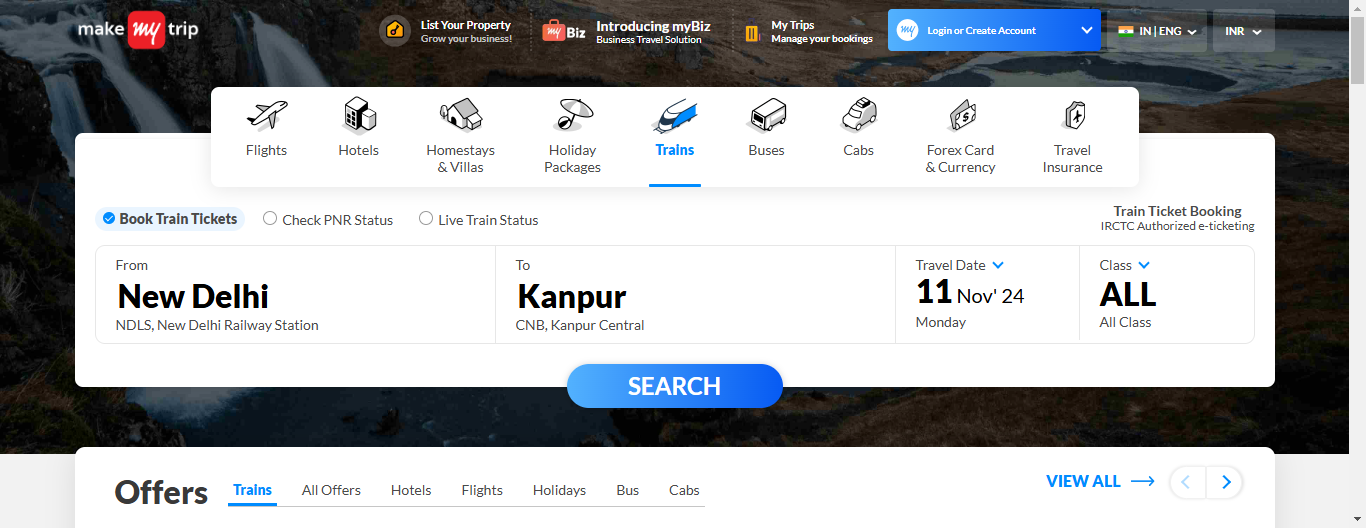 make my trip
List Your Property
Grow your business!
my Biz
Introducing myBiz
Business Travel Solution
My Trips
Manage your bookings
my
Login or Create Account
IN | ENG
INR
Flights
Hotels
Homestays
& Villas
Holiday
Packages
Trains
Buses
Cabs
Forex Card
& Currency
Travel
Insurance
Book Train Tickets
Check PNR Status
Live Train Status
Train Ticket Booking
IRCTC Authorized e-ticketing
From
New Delhi
NDLS, New Delhi Railway Station
To
Kanpur
CNB, Kanpur Central
Travel Date
11 Nov' 24
Monday
Class
ALL
All Class
SEARCH
Offers
Trains
All Offers
Hotels
Flights
Holidays
Bus
Cabs
VIEW ALL